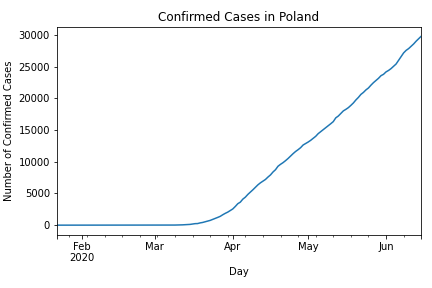 Confirmed Cases in Poland
Number of Confirmed Cases
30000
25000
20000
15000
10000
5000
0
Feb Mar Apr May Jun
2020
Day